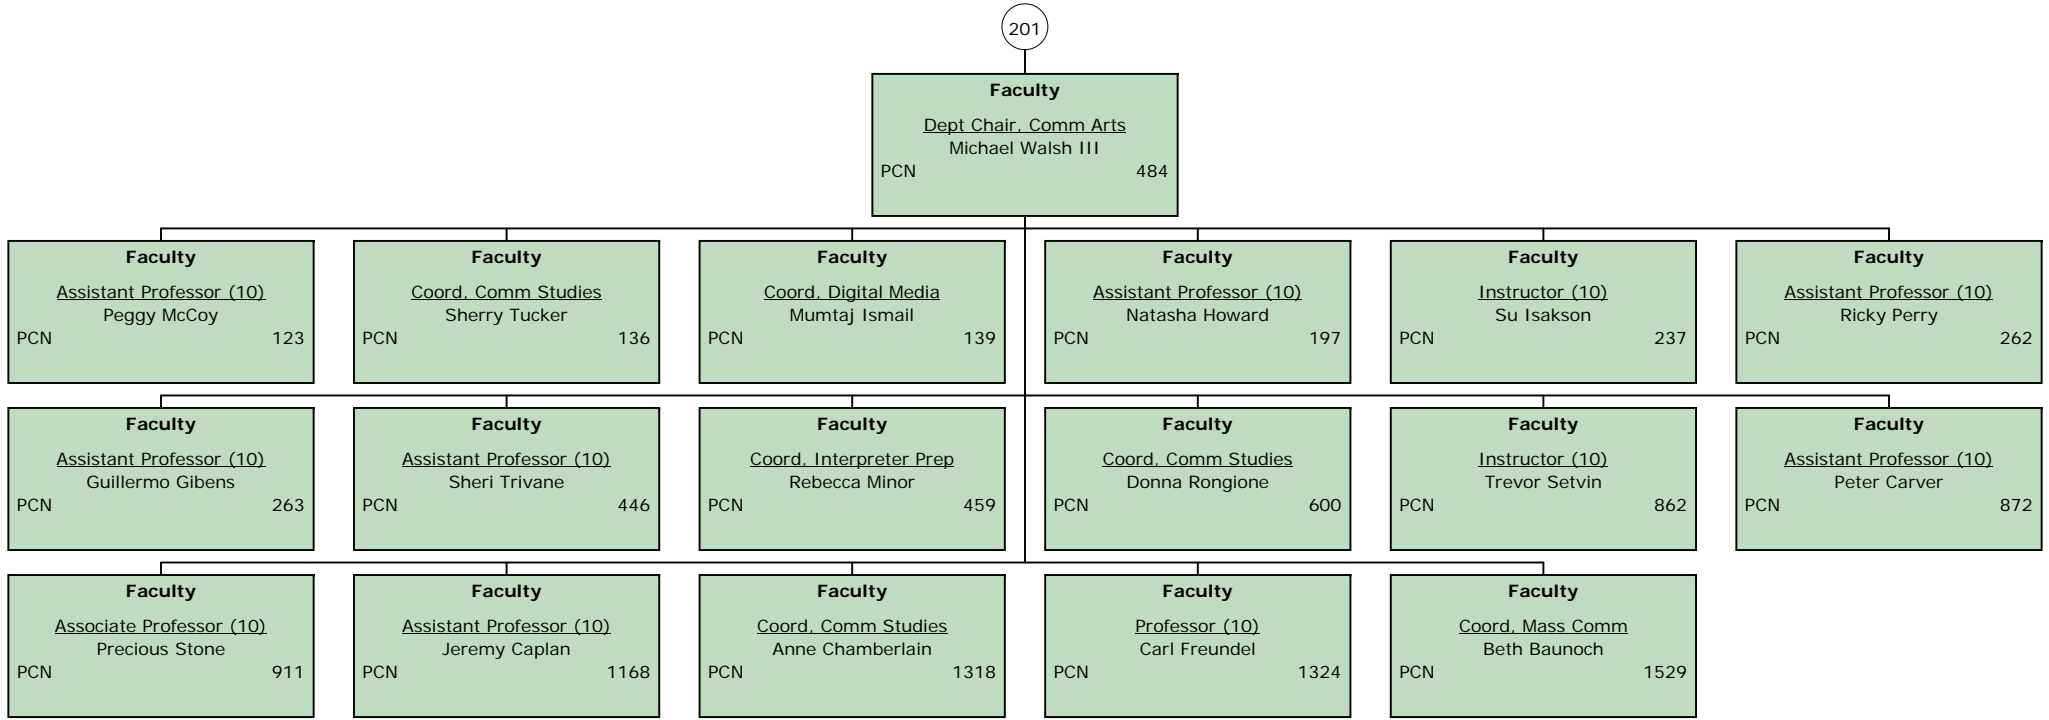 201
Faculty
Dept Chair, Comm Arts
Michael Walsh III
PCN 484
Faculty
Assistant Professor (10)
Peggy McCoy
PCN 123
Faculty
Coord, Comm Studies
Sherry Tucker
PCN 136
Faculty
Coord, Digital Media
Mumtaj Ismail
PCN 139
Faculty
Assistant Professor (10)
Natasha Howard
PCN 197
Faculty
Instructor (10)
Su Isakson
PCN 237
Faculty
Assistant Professor (10)
Ricky Perry
PCN 262
Faculty
Assistant Professor (10)
Guillermo Gibens
PCN 263
Faculty
Assistant Professor (10)
Sheri Trivane
PCN 446
Faculty
Coord, Interpreter Prep
Rebecca Minor
PCN 459
Faculty
Coord, Comm Studies
Donna Rongione
PCN 600
Faculty
Instructor (10)
Trevor Setvin
PCN 862
Faculty
Assistant Professor (10)
Peter Carver
PCN 872
Faculty
Associate Professor (10)
Precious Stone
PCN 911
Faculty
Assistant Professor (10)
Jeremy Caplan
PCN 1168
Faculty
Coord, Comm Studies
Anne Chamberlain
PCN 1318
Faculty
Professor (10)
Carl Freundel
PCN 1324
Faculty
Coord, Mass Comm
Beth Baunoch
PCN 1529